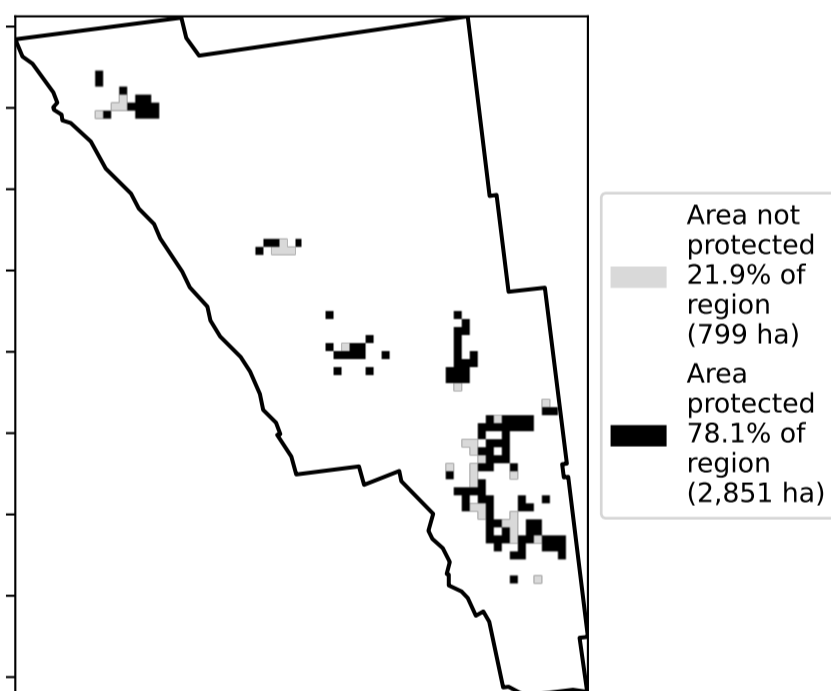 Area not
protected
21.9% of
region
(799 ha)
Area
protected
78.1% of
region
(2,851 ha)